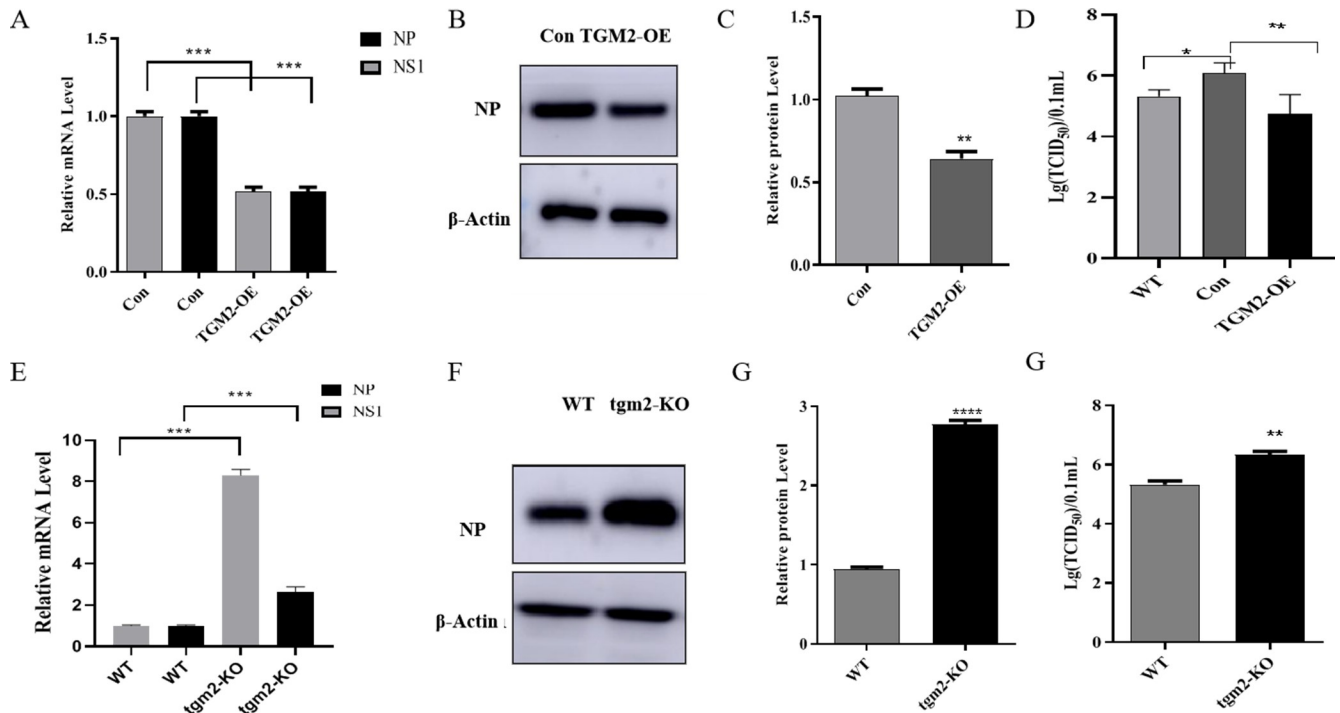 A
1.5
1.0
0.5
0.0
Relative mRNA Level
***
***
NP
NS1
Con
Con
TGM2-OE
TGM2-OE
B
Con TGM2-OE
NP
β-Actin
C
1.5
1.0
0.5
0.0
Relative protein Level
**
Con
TGM2-OE
D
8
6
4
2
0
Lg(TCID50)/0.1mL
*
**
WT
Con
TGM2-OE
E
NP
NS1
***
***
10
8
6
4
2
0
Relative mRNA Level
WT
WT
tgm2-KO
tgm2-KO
F
WT tgm2-KO
NP
β-Actin
G
3
2
1
0
Relative protein Level
****
WT
tgm2-KO
G
8
6
4
2
0
Lg(TCID50)/0.1mL
**
WT
tgm2-KO